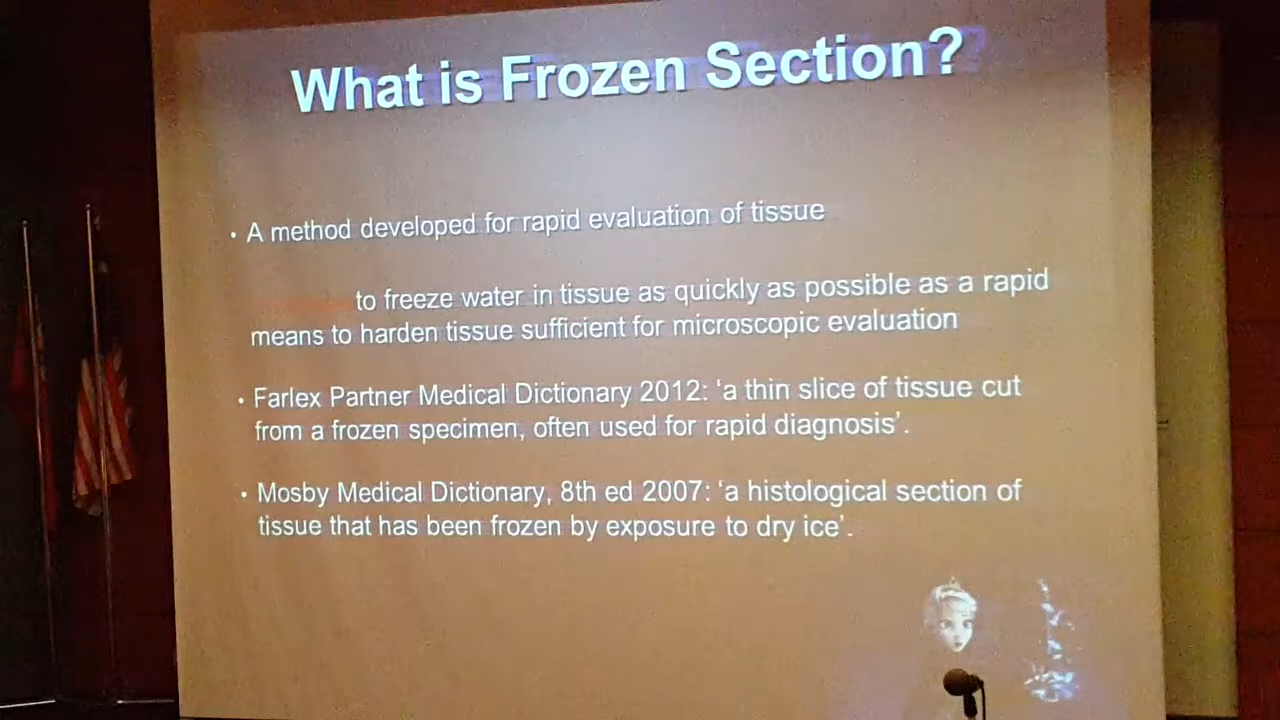 What is Frozen Section?
• A method developed for rapid evaluation of tissue
to freeze water in tissue as quickly as possible as a rapid
means to harden tissue sufficient for microscopic evaluation
• Farlex Partner Medical Dictionary 2012: ‘a thin slice of tissue cut
from a frozen specimen, often used for rapid diagnosis’.
• Mosby Medical Dictionary, 8th ed 2007: ‘a histological section of
tissue that has been frozen by exposure to dry ice’.